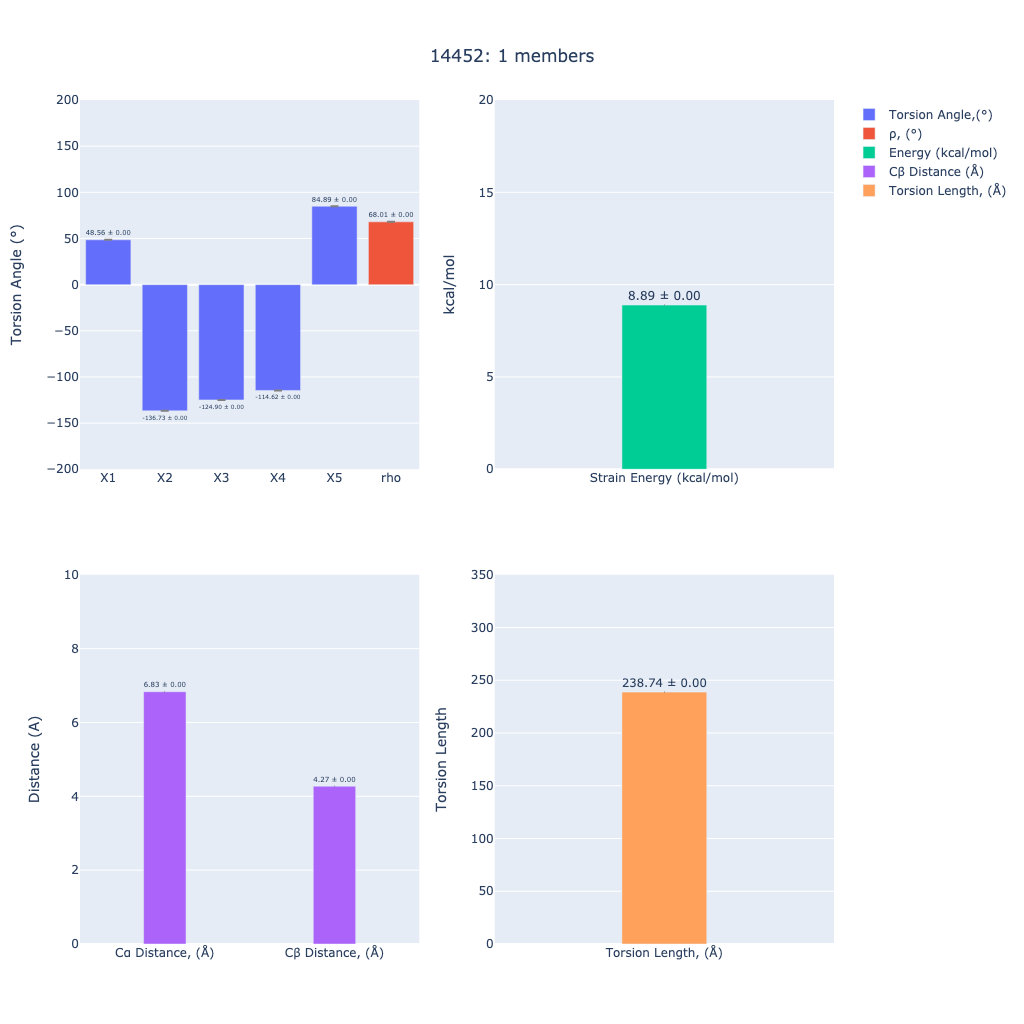 14452: 1 members
200
150
100
50
0
−50
−100
−150
−200
Torsion Angle (°)
48.56 ± 0.00
-136.73 ± 0.00
-124.90 ± 0.00
-114.62 ± 0.00
84.89 ± 0.00
68.01 ± 0.00
X1 X2 X3 X4 X5 rho
20
15
10
5
0
kcal/mol
8.89 ± 0.00
Strain Energy (kcal/mol)
Torsion Angle,(°)
ρ, (°)
Energy (kcal/mol)
Cβ Distance (Å)
Torsion Length, (Å)
10
8
6
4
2
0
Distance (A)
6.83 ± 0.00
4.27 ± 0.00
Cα Distance, (Å) Cβ Distance, (Å)
350
300
250
200
150
100
50
0
Torsion Length
238.74 ± 0.00
Torsion Length, (Å)